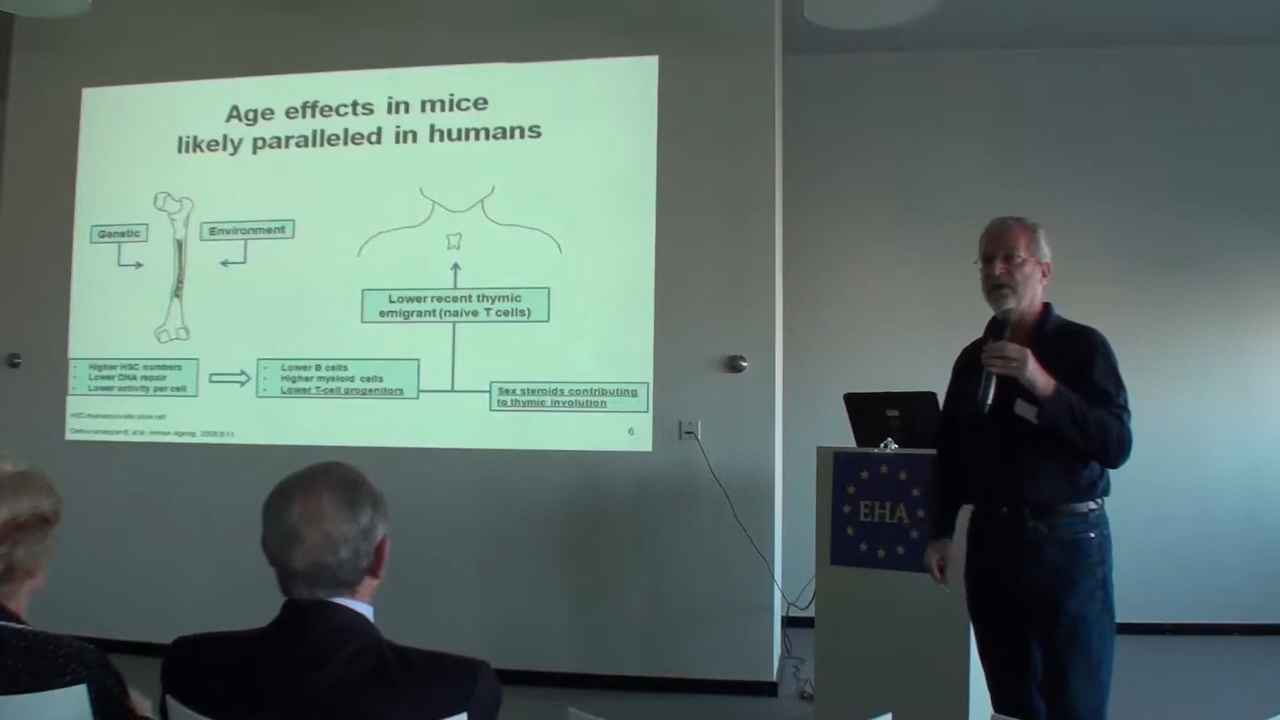 Age effects in mice
likely paralleled in humans
Genetic
Environment
Lower recent thymic
emigrant (naive T cells)
• Higher HSC numbers
• Lower DNA repair
• Lower activity per cell
• Lower B cells
• Higher myeloid cells
• Lower T-cell progenitors
Sex steroids contributing
to thymic involution
6
EHA